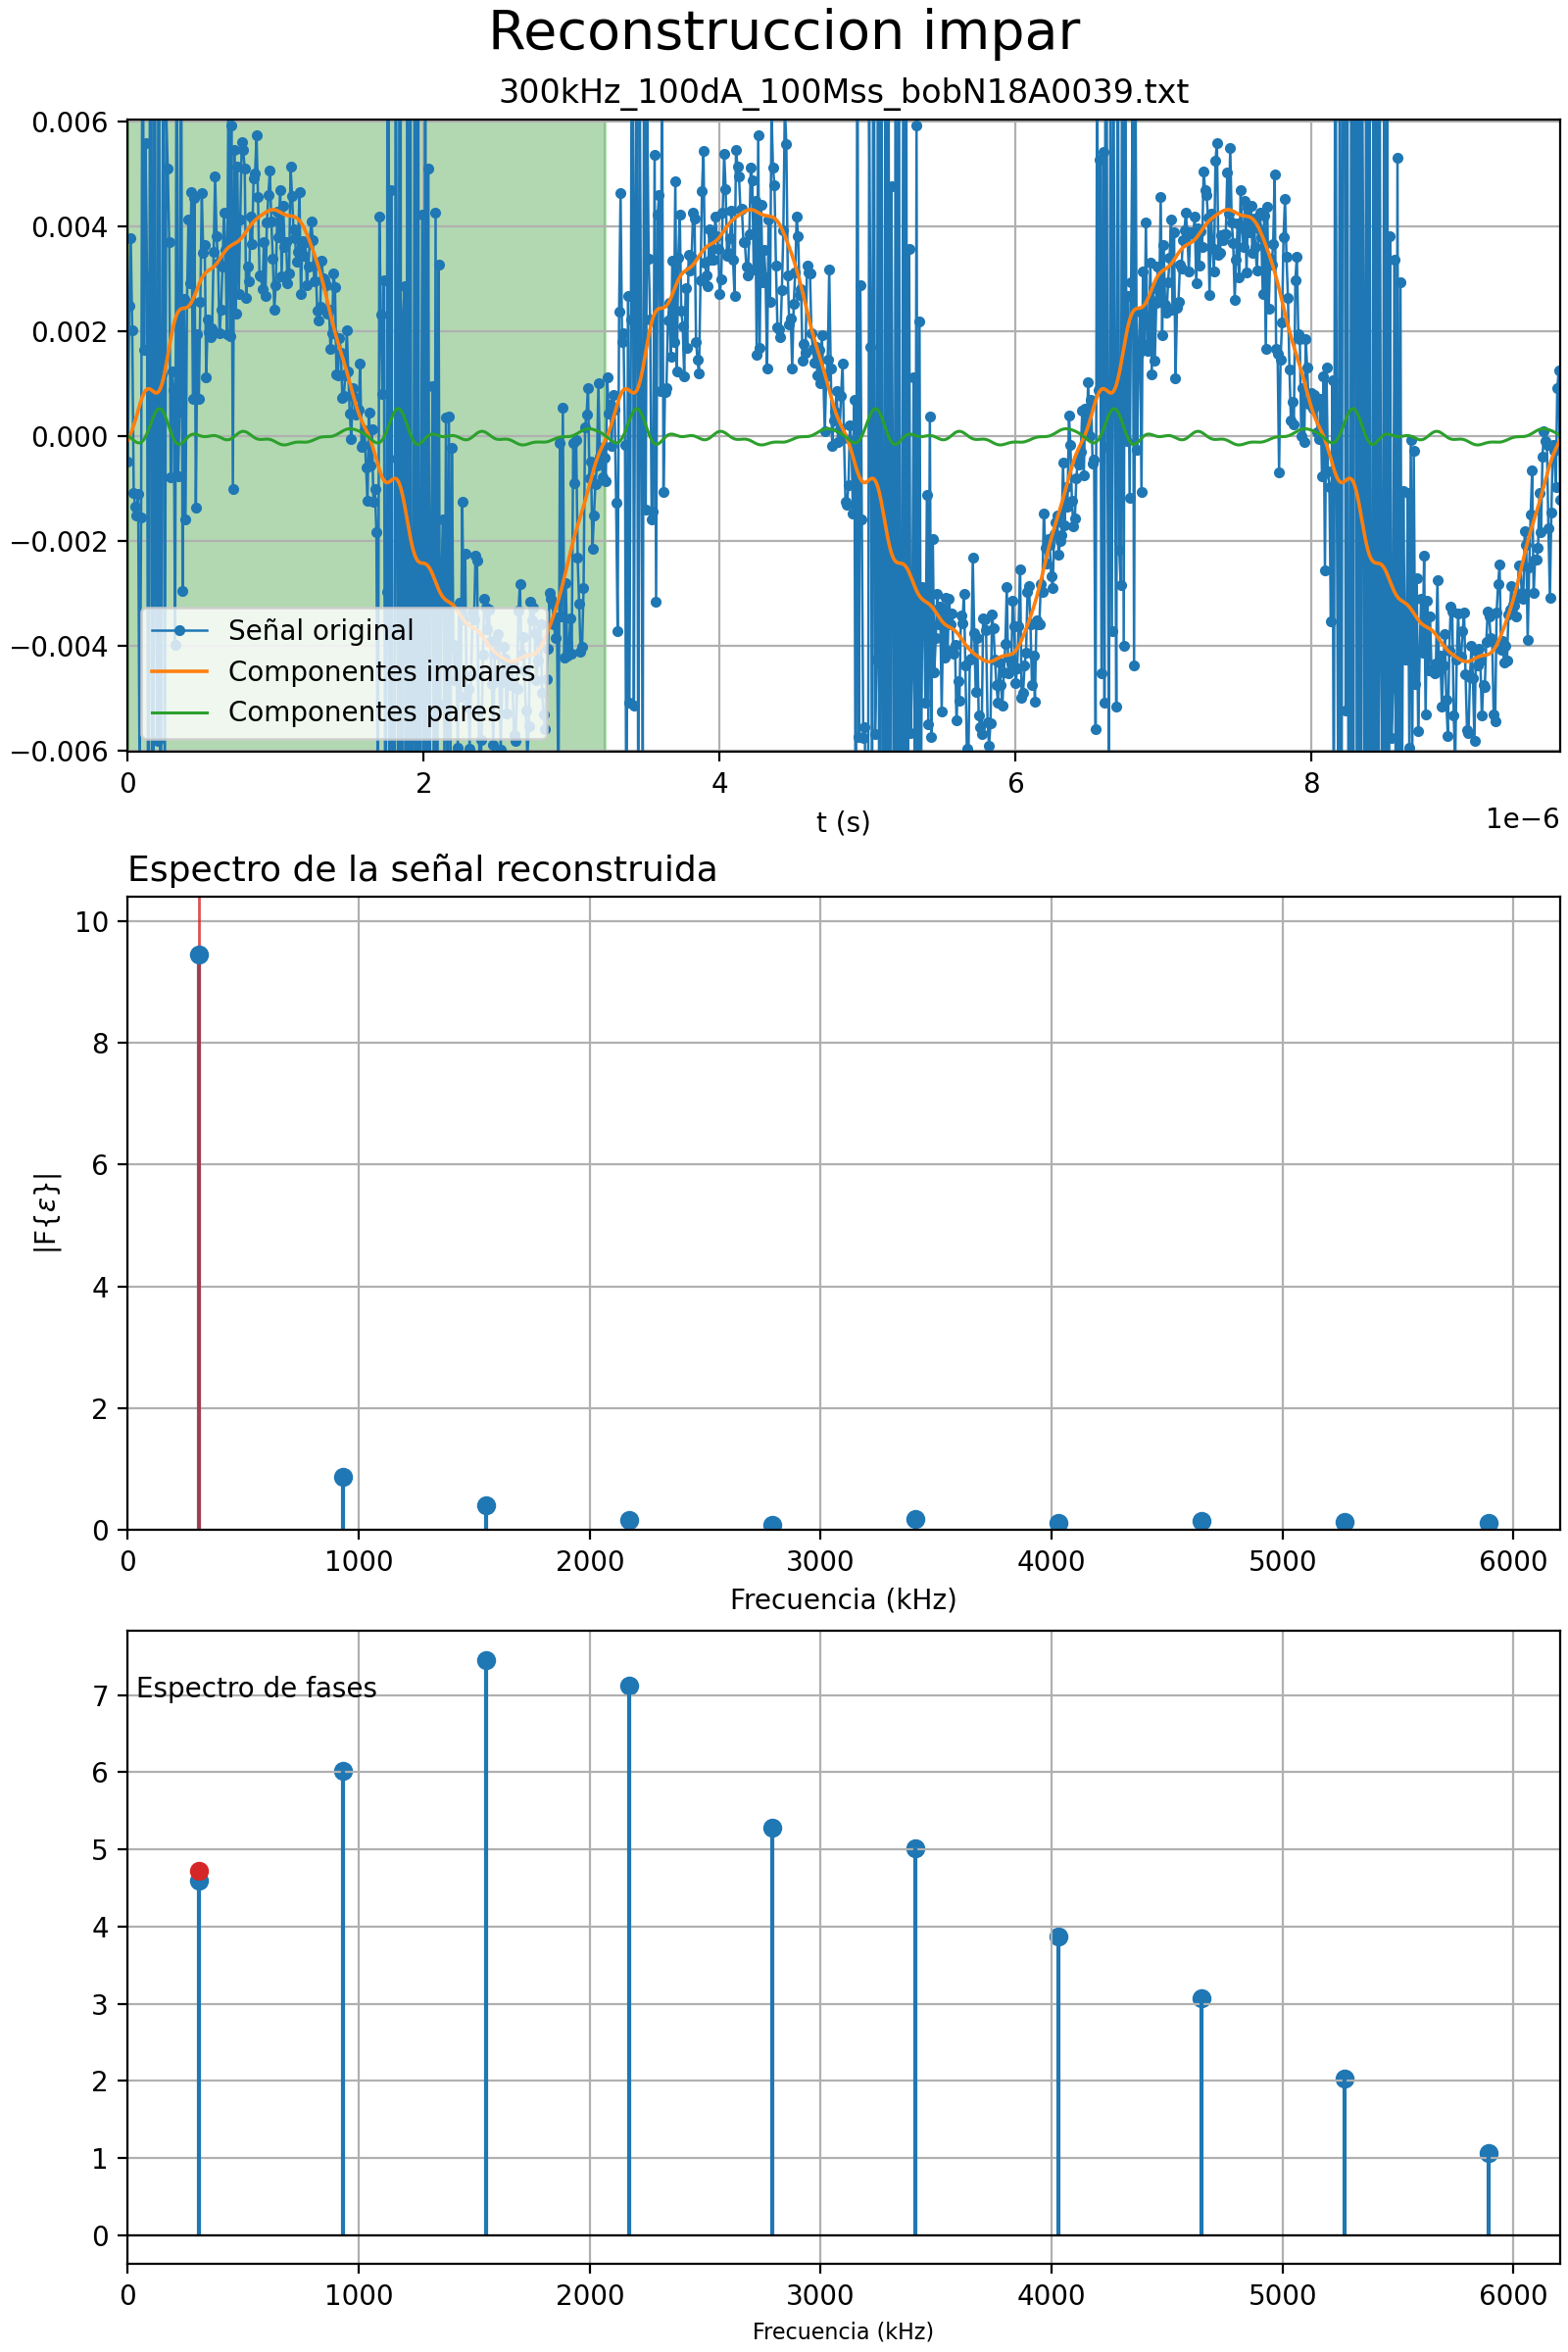 Reconstruccion impar
300kHz_100dA_100Mss_bobN18A0039.txt
0.006
0.004
0.002
0.000
−0.002
−0.004
−0.006
Señal original
Componentes impares
Componentes pares
0 2 4 6 8
1e−6
t (s)
Espectro de la señal reconstruida
10
8
6
4
2
0
|F{ε}|
0 1000 2000 3000 4000 5000 6000
Frecuencia (kHz)
Espectro de fases
7
6
5
4
3
2
1
0
0 1000 2000 3000 4000 5000 6000
Frecuencia (kHz)